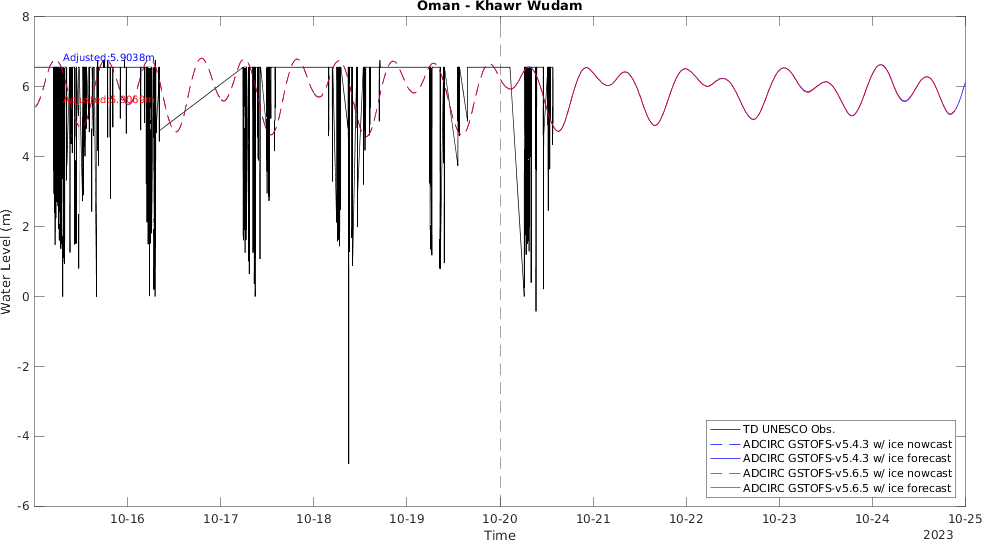 Oman - Khawr Wudam
8
6
4
2
0
-2
-4
-6
Water Level (m)
Adjusted:5.9038m
10-16
10-17
10-18
10-19
10-20
10-21
10-22
10-23
10-24
10-25
2023
Time
TD UNESCO Obs.
ADCIRC GSTOFS-v5.4.3 w/ ice nowcast
ADCIRC GSTOFS-v5.4.3 w/ ice forecast
ADCIRC GSTOFS-v5.6.5 w/ ice nowcast
ADCIRC GSTOFS-v5.6.5 w/ ice forecast